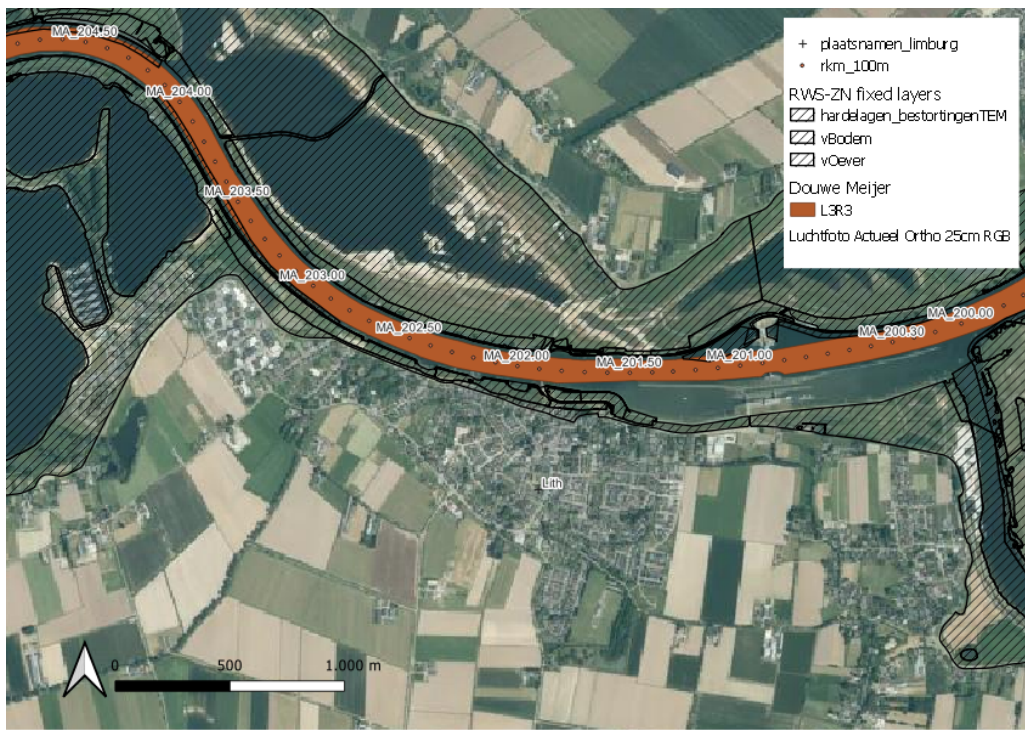 MA_204.50
plaatsnamen_limburg
rkm_100m
RWS-ZN fixed layers
hardelagen_bestortingenTEM
vBodem
vOever
Douwe Meijer
L3R3
Luchtfoto Actueel Ortho 25cm RGB
MA_204.00
MA_203.50
MA_203.00
MA_202.50
MA_202.00
MA_201.50
MA_201.00
MA_200.30
MA_200.00
Lith
0 500 1.000 m